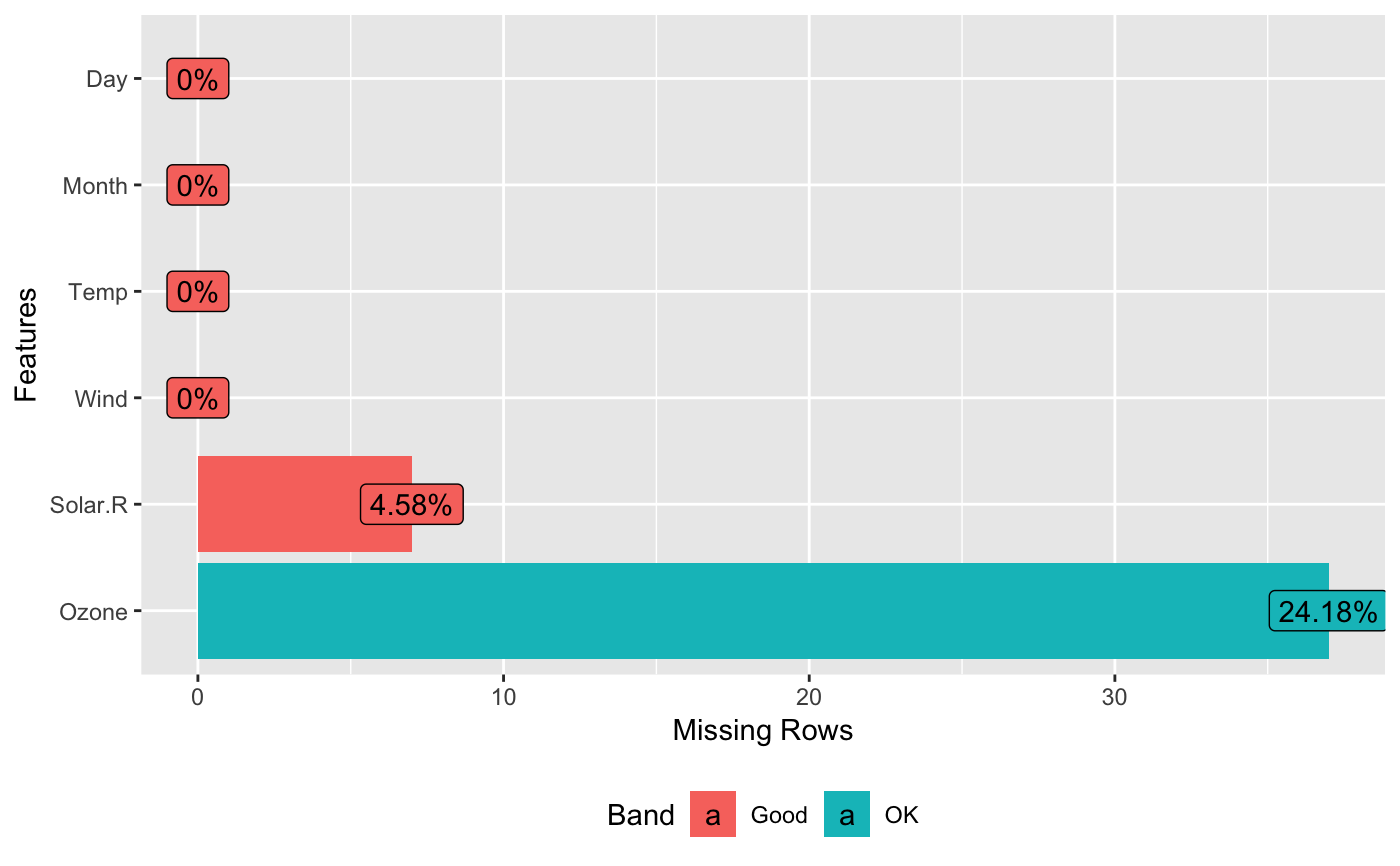 Features
Day
0%
Month
0%
Temp
0%
Wind
0%
Solar.R
4.58%
Ozone
24.18%
0 10 20 30
Missing Rows
Band a Good a OK